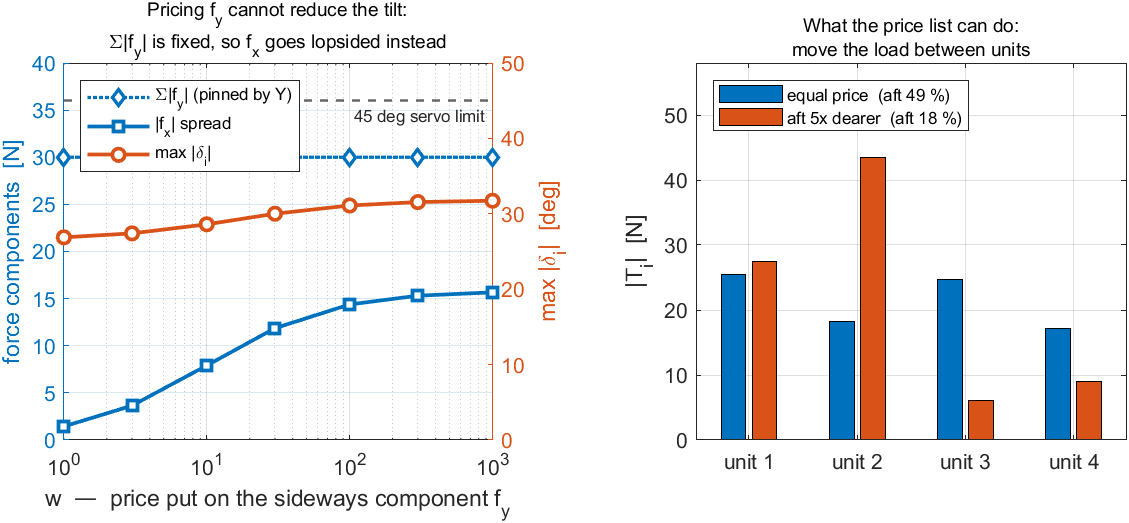 Pricing f_y cannot reduce the tilt:
Σ|f_y| is fixed, so f_x goes lopsided instead
40
35
30
25
20
15
10
5
0
force components [N]
Σ|f_y| (pinned by Y)
|f_x| spread
max |δ_i|
45 deg servo limit
50
40
30
20
10
0
max |δ_i| [deg]
10^0
10^1
10^2
10^3
w — price put on the sideways component f_y
What the price list can do:
move the load between units
50
40
30
20
10
0
|T_i| [N]
equal price (aft 49 %)
aft 5x dearer (aft 18 %)
unit 1
unit 2
unit 3
unit 4